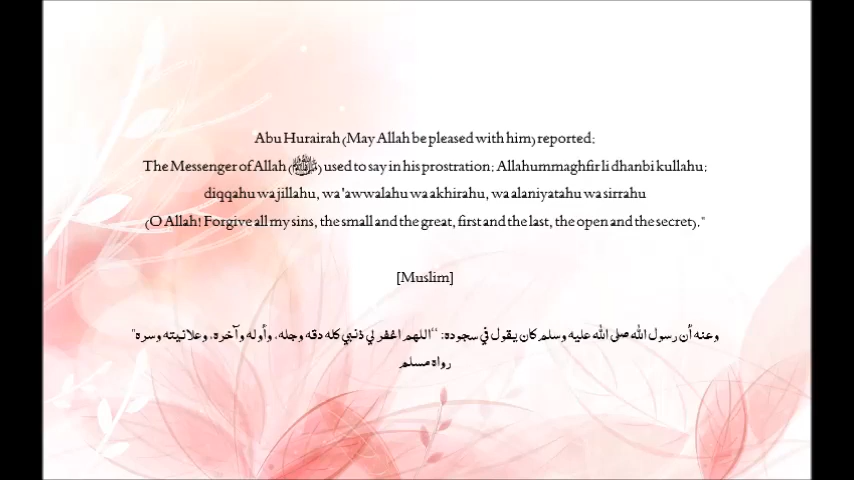 Abu Hurairah (May Allah be pleased with him) reported:
The Messenger of Allah (ﷺ) used to say in his prostration: Allahummaghfir li dhanbi kullahu:
diqqahu wa jillahu, wa 'awwalahu wa akhirahu, wa alaniyatahu wa sirrahu
(O Allah! Forgive all my sins, the small and the great, first and the last, the open and the secret)."
[Muslim]
وعنه أن رسول الله صلى الله عليه وسلم كان يقول في سجوده: "اللهم اغفر لي ذنبي كله دقه وجله، وأوله وآخره، وعلانيته وسره"
رواه مسلم